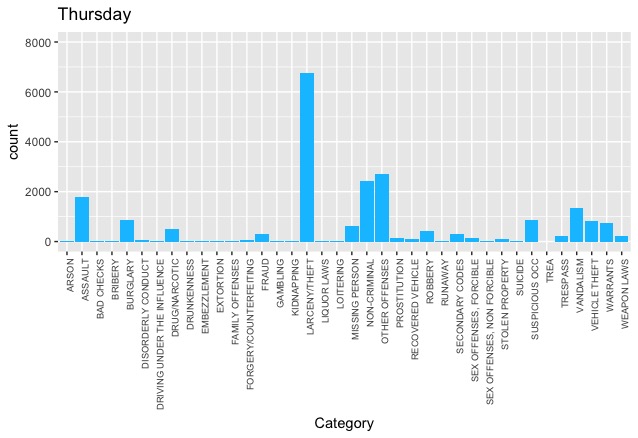 Thursday
8000
6000
4000
2000
0
count
ARSON
ASSAULT
BAD CHECKS
BRIBERY
BURGLARY
DISORDERLY CONDUCT
DRIVING UNDER THE INFLUENCE
DRUG/NARCOTIC
DRUNKENNESS
EMBEZZLEMENT
EXTORTION
FAMILY OFFENSES
FORGERY/COUNTERFEITING
FRAUD
GAMBLING
KIDNAPPING
LARCENY/THEFT
LIQUOR LAWS
LOITERING
MISSING PERSON
NON-CRIMINAL
OTHER OFFENSES
PROSTITUTION
RECOVERED VEHICLE
ROBBERY
RUNAWAY
SECONDARY CODES
SEX OFFENSES, FORCIBLE
SEX OFFENSES, NON FORCIBLE
STOLEN PROPERTY
SUICIDE
SUSPICIOUS OCC
TREA
TRESPASS
VANDALISM
VEHICLE THEFT
WARRANTS
WEAPON LAWS
Category